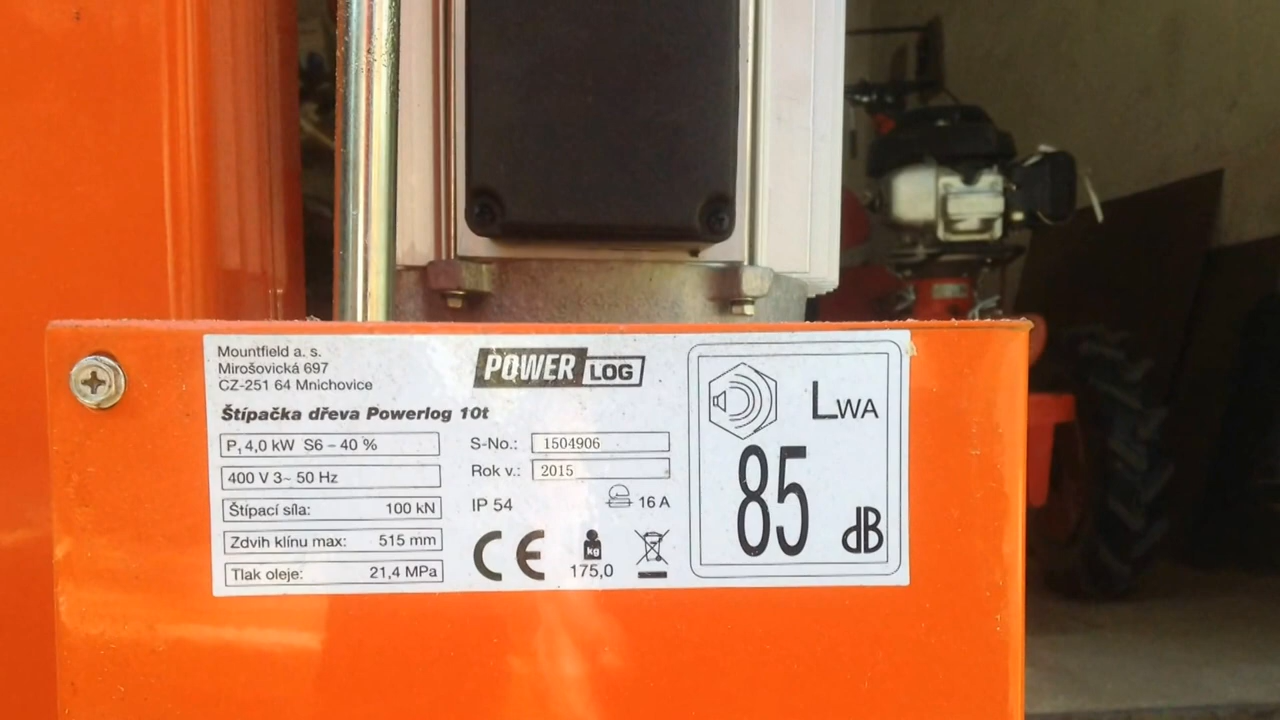 Mountfield a. s.
Mirošovická 697
CZ-251 64 Mnichovice
POWER LOG
Štípačka dřeva Powerlog 10t
P₁ 4,0 kW S6 – 40 %
400 V 3~ 50 Hz
Štípací síla: 100 kN
Zdvih klínu max: 515 mm
Tlak oleje: 21,4 MPa
S-No.: 1504906
Rok v.: 2015
IP 54 16 A
CE kg
175,0
LWA
85
dB